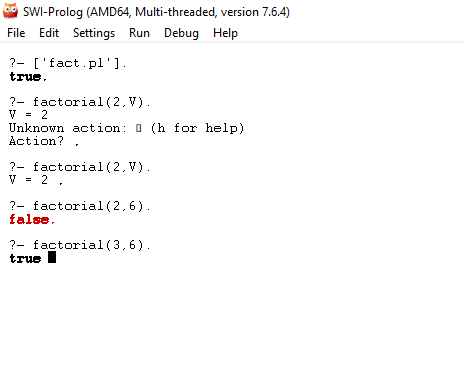 SWI-Prolog (AMD64, Multi-threaded, version 7.6.4)
File Edit Settings Run Debug Help
?- ['fact.pl'].
true.
?- factorial(2,V).
V = 2
Unknown action: ▯ (h for help)
Action? .
?- factorial(2,V).
V = 2 .
?- factorial(2,6).
false.
?- factorial(3,6).
true